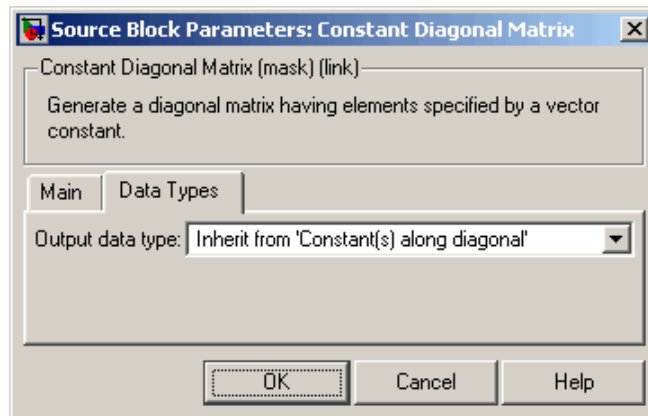 Source Block Parameters: Constant Diagonal Matrix
Constant Diagonal Matrix (mask) (link)
Generate a diagonal matrix having elements specified by a vector
constant.
Main Data Types
Output data type: Inherit from 'Constant(s) along diagonal'
OK Cancel Help